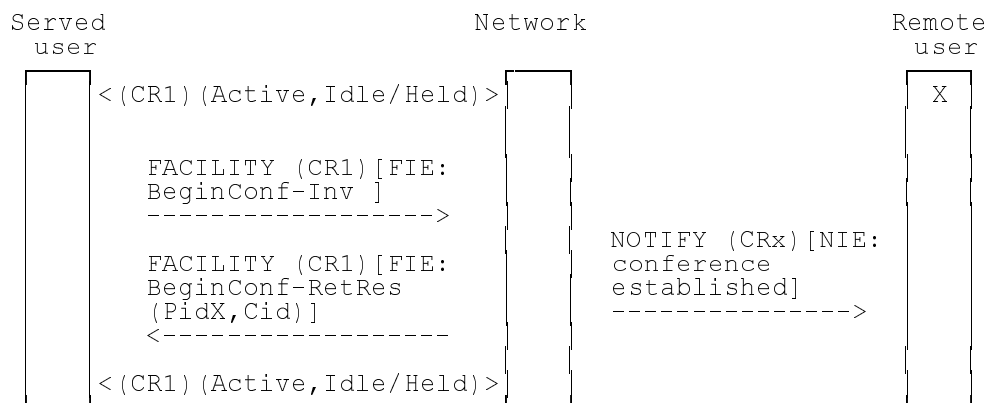 Served user
Network
Remote user
<(CR1)(Active,Idle/Held)>
X
FACILITY (CR1)[FIE:
BeginConf-Inv ]
------------------>
NOTIFY (CRx)[NIE:
conference
established]
--------------->
FACILITY (CR1)[FIE:
BeginConf-RetRes
(PidX,Cid)]
<------------------
<(CR1)(Active,Idle/Held)>